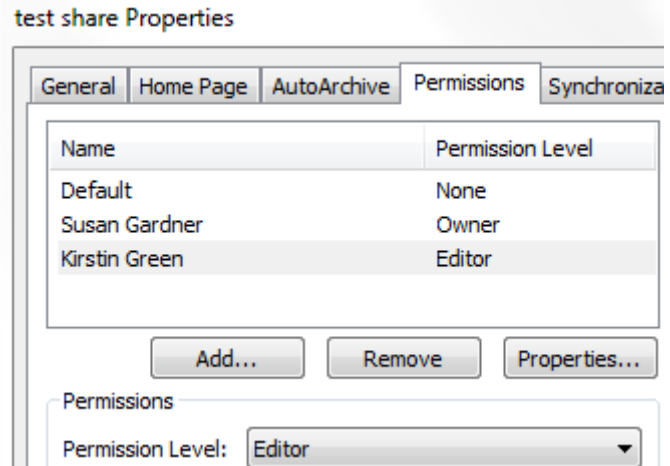 test share Properties
General Home Page AutoArchive Permissions Synchroniza
Name Permission Level
Default None
Susan Gardner Owner
Kirstin Green Editor
Add... Remove Properties...
Permissions
Permission Level: Editor